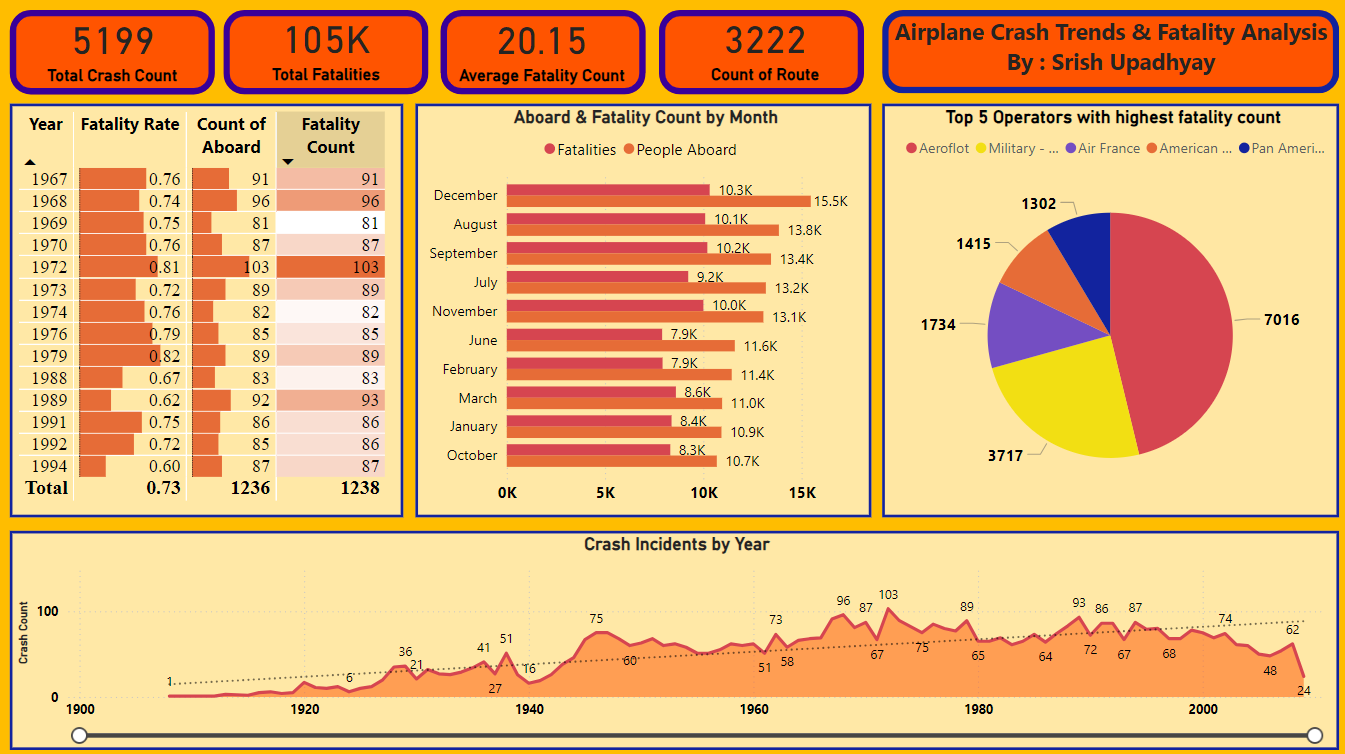 5199
Total Crash Count
105K
Total Fatalities
20.15
Average Fatality Count
3222
Count of Route
Airplane Crash Trends & Fatality Analysis
By : Srish Upadhyay
Year Fatality Rate Count of Aboard Fatality Count
1967 0.76 91 91
1968 0.74 96 96
1969 0.75 81 81
1970 0.76 87 87
1972 0.81 103 103
1973 0.72 89 89
1974 0.76 82 82
1976 0.79 85 85
1979 0.82 89 89
1988 0.67 83 83
1989 0.62 92 93
1991 0.75 86 86
1992 0.72 85 86
1994 0.60 87 87
Total 0.73 1236 1238
Aboard & Fatality Count by Month
Fatalities People Aboard
December 10.3K 15.5K
August 10.1K 13.8K
September 10.2K 13.4K
July 9.2K 13.2K
November 10.0K 13.1K
June 7.9K 11.6K
February 7.9K 11.4K
March 8.6K 11.0K
January 8.4K 10.9K
October 8.3K 10.7K
0K 5K 10K 15K
Top 5 Operators with highest fatality count
Aeroflot Military - ... Air France American ... Pan Ameri...
1302
1415
1734
7016
3717
Crash Incidents by Year
Crash Count
100
0
1 6 36 21 41 27 51 16 75 60 51 73 58 96 87 67 103 75 89 65 64 93 72 86 67 87 68 74 48 62 24
1900 1920 1940 1960 1980 2000